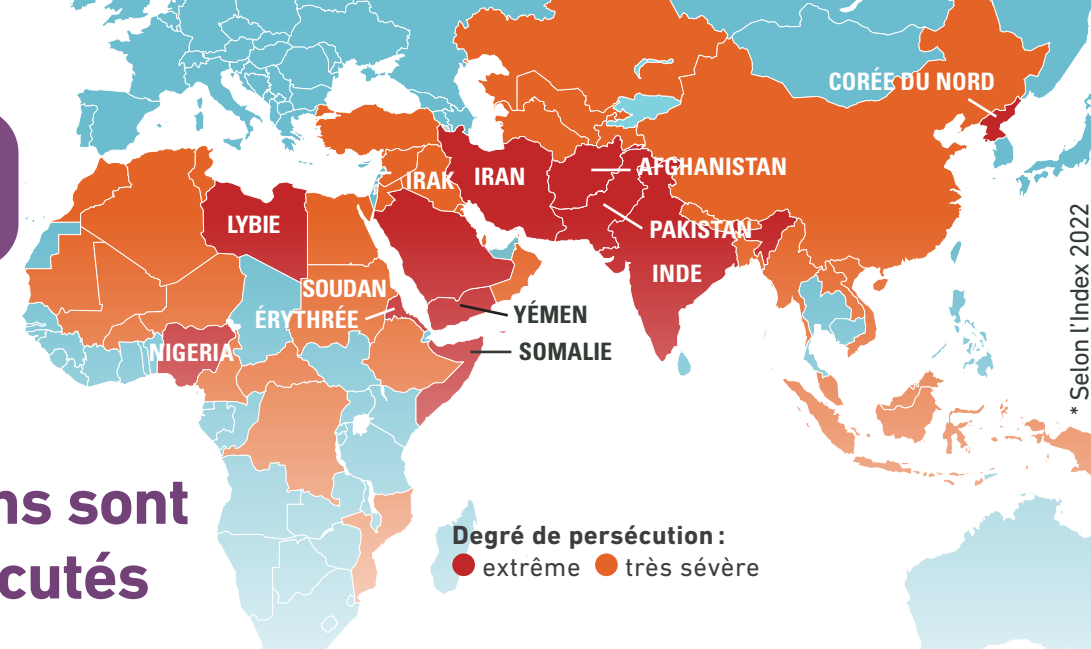 CORÉE DU NORD
AFGHANISTAN
IRAK
IRAN
LYBIE
PAKISTAN
INDE
SOUDAN
ÉRYTHRÉE
YÉMEN
NIGERIA
SOMALIE
* Selon l'Index 2022
ns sont
cutés
Degré de persécution :
extrême
très sévère